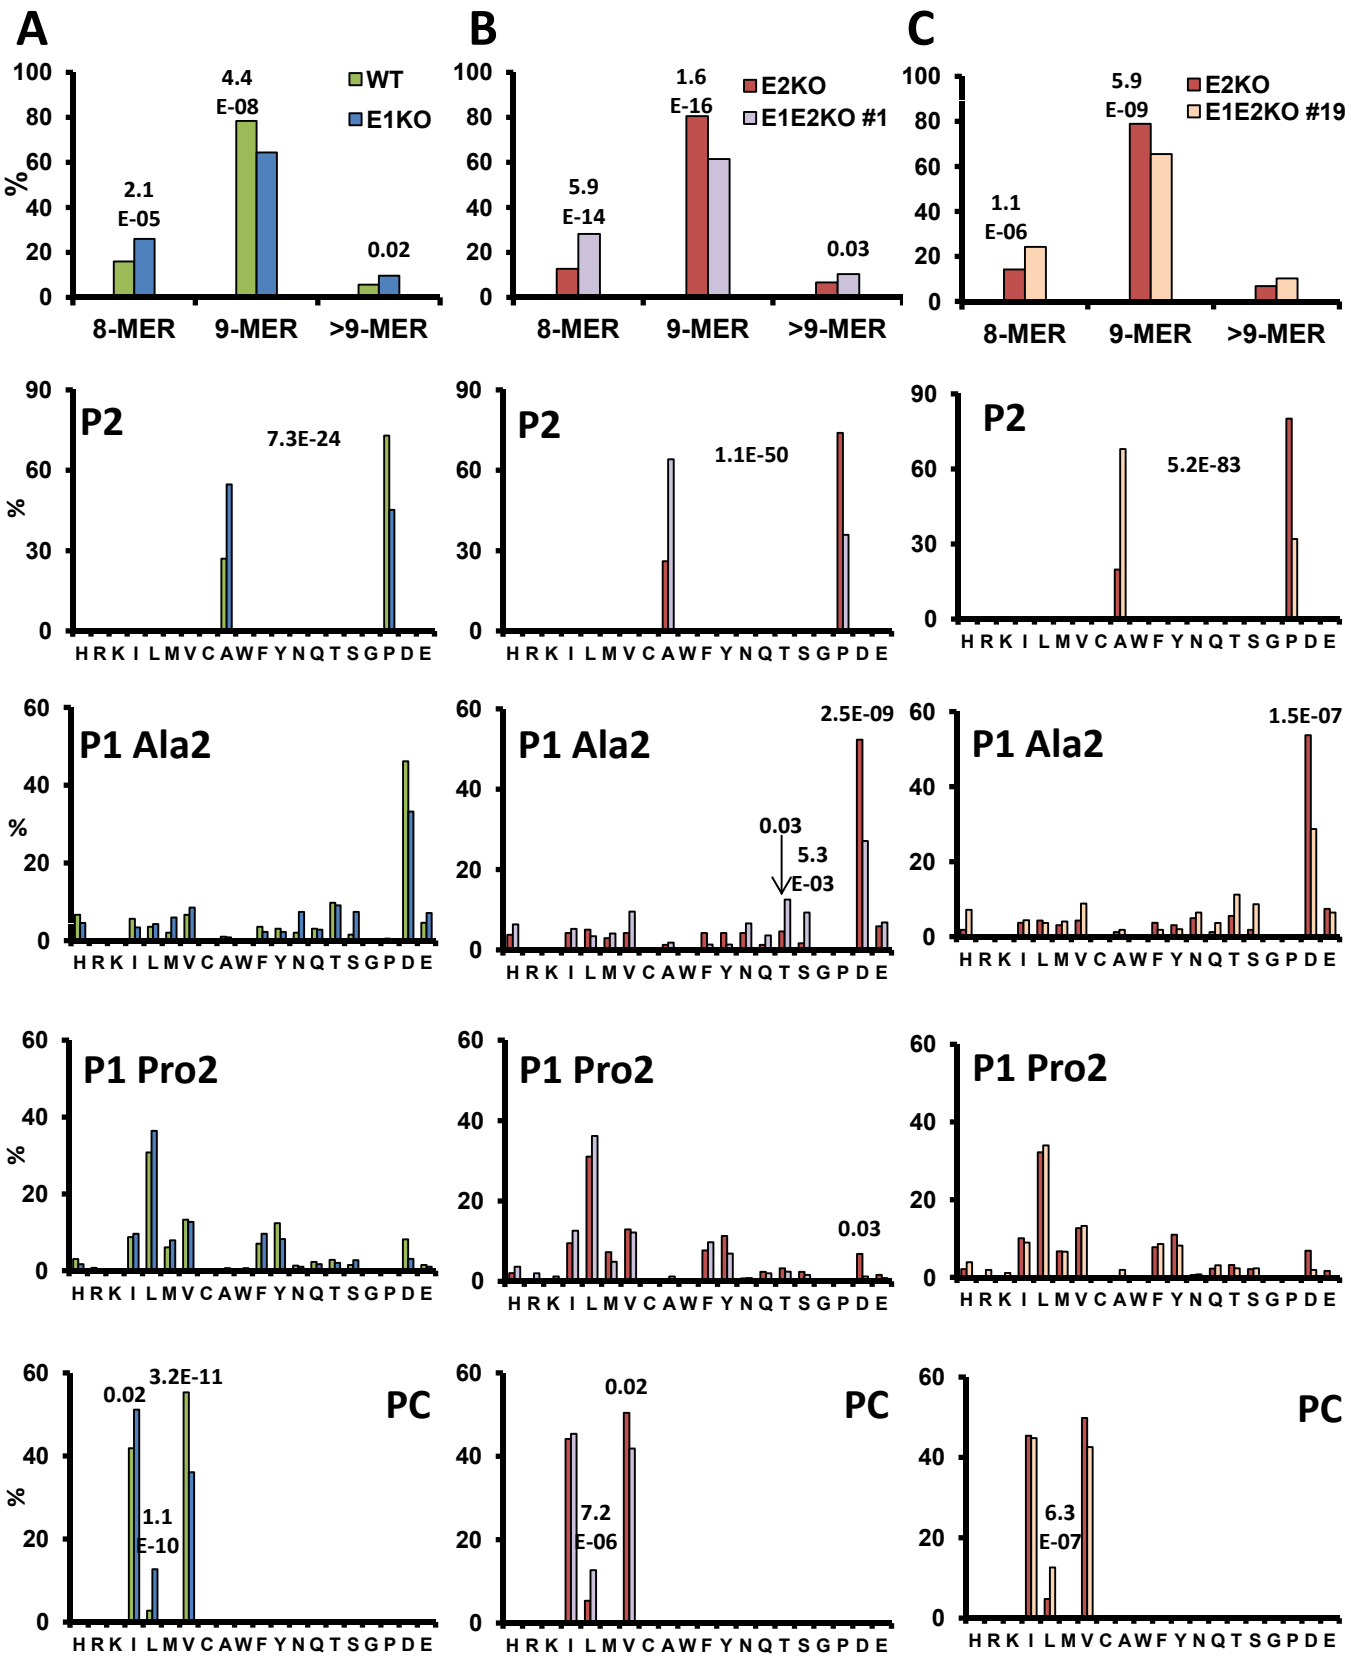 A
B
C
100
80
60
40
20
0
%
4.4
E-08
2.1
E-05
0.02
WT
E1KO
8-MER 9-MER >9-MER
100
80
60
40
20
0
1.6
E-16
5.9
E-14
0.03
E2KO
E1E2KO #1
8-MER 9-MER >9-MER
100
80
60
40
20
0
5.9
E-09
1.1
E-06
E2KO
E1E2KO #19
8-MER 9-MER >9-MER
90
60
30
0
%
P2
7.3E-24
H R K I L M V C A W F Y N Q T S G P D E
90
60
30
0
P2
1.1E-50
H R K I L M V C A W F Y N Q T S G P D E
90
60
30
0
P2
5.2E-83
H R K I L M V C A W F Y N Q T S G P D E
60
40
20
0
%
P1 Ala2
H R K I L M V C A W F Y N Q T S G P D E
60
40
20
0
P1 Ala2
2.5E-09
0.03
5.3
E-03
H R K I L M V C A W F Y N Q T S G P D E
60
40
20
0
P1 Ala2
1.5E-07
H R K I L M V C A W F Y N Q T S G P D E
60
40
20
0
%
P1 Pro2
H R K I L M V C A W F Y N Q T S G P D E
60
40
20
0
P1 Pro2
0.03
H R K I L M V C A W F Y N Q T S G P D E
60
40
20
0
P1 Pro2
H R K I L M V C A W F Y N Q T S G P D E
60
40
20
0
%
PC
0.02
3.2E-11
1.1
E-10
H R K I L M V C A W F Y N Q T S G P D E
60
40
20
0
PC
0.02
7.2
E-06
H R K I L M V C A W F Y N Q T S G P D E
60
40
20
0
PC
6.3
E-07
H R K I L M V C A W F Y N Q T S G P D E